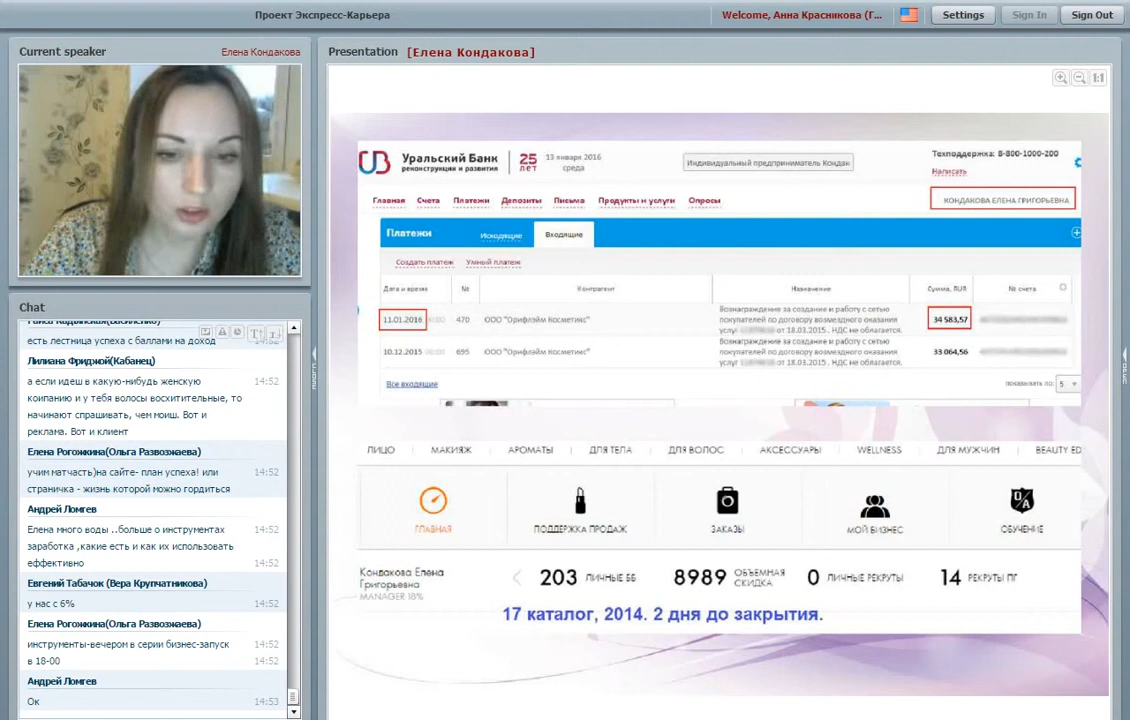 Проект Экспресс-Карьера
Welcome, Анна Красникова (Г...
Settings
Sign In
Sign Out
Current speaker
Елена Кондакова
Chat
есть лестница успеха с баллами на доход
14:52
Лилиана Фриджой(Кабанец)
а если идеш в какую-нибудь женскую
14:52
коипанию и у тебя волосы восхитительные, то
начинают спрашивать, чем моиш. Вот и
реклама. Вот и клиент
Елена Рогожкина(Ольга Развозжаева)
учим матчасть)на сайте- план успеха! или
14:52
страничка - жизнь которой можно гордиться
Андрей Ломгев
Елена много воды ..больше о инструментах
14:52
заработка ,какие есть и как их использовать
эффективно
14:52
Евгений Табачок (Вера Крупчатникова)
у нас с 6%
14:52
Елена Рогожкина(Ольга Развозжаева)
инструменты-вечером в серии бизнес-запуск
14:52
в 18-00
14:52
Андрей Ломгев
Ок
14:53
Presentation [Елена Кондакова]
1:1
UB Уральский Банк
реконструкции и развития
25 лет
13 января 2016
среда
Индивидуальный предприниматель Кондак
Техподдержка: 8-800-1000-200
Написать
КОНДАКОВА ЕЛЕНА ГРИГОРЬЕВНА
Главная Счета Платежи Депозиты Письма Продукты и услуги Опросы
Платежи Исходящие Входящие
Создать платеж Умный платеж
Дата и время № Контрагент Назначение Сумма, RUR № счета
11.01.2016 470 ООО "Орифлэйм Косметикс"
Вознаграждение за создание и работу с сетью
покупателей по договору возмездного оказания
услуг от 18.03.2015 . НДС не облагается.
34 583,57
10.12.2015 695 ООО "Орифлэйм Косметикс"
Вознаграждение за создание и работу с сетью
покупателей по договору возмездного оказания
услуг от 18.03.2015 . НДС не облагается.
33 064,56
Все входящие
показывать по: 5
ЛИЦО МАКИЯЖ АРОМАТЫ ДЛЯ ТЕЛА ДЛЯ ВОЛОС АКСЕССУАРЫ WELLNESS ДЛЯ МУЖЧИН BEAUTY ED
ГЛАВНАЯ ПОДДЕРЖКА ПРОДАЖ ЗАКАЗЫ МОЙ БИЗНЕС ОБУЧЕНИЕ
Кондакова Елена
Григорьевна
MANAGER 18%
203 ЛИЧНЫЕ ББ
8989 ОБЪЕМНАЯ СКИДКА
0 ЛИЧНЫЕ РЕКРУТЫ
14 РЕКРУТЫ ПГ
17 каталог, 2014. 2 дня до закрытия.